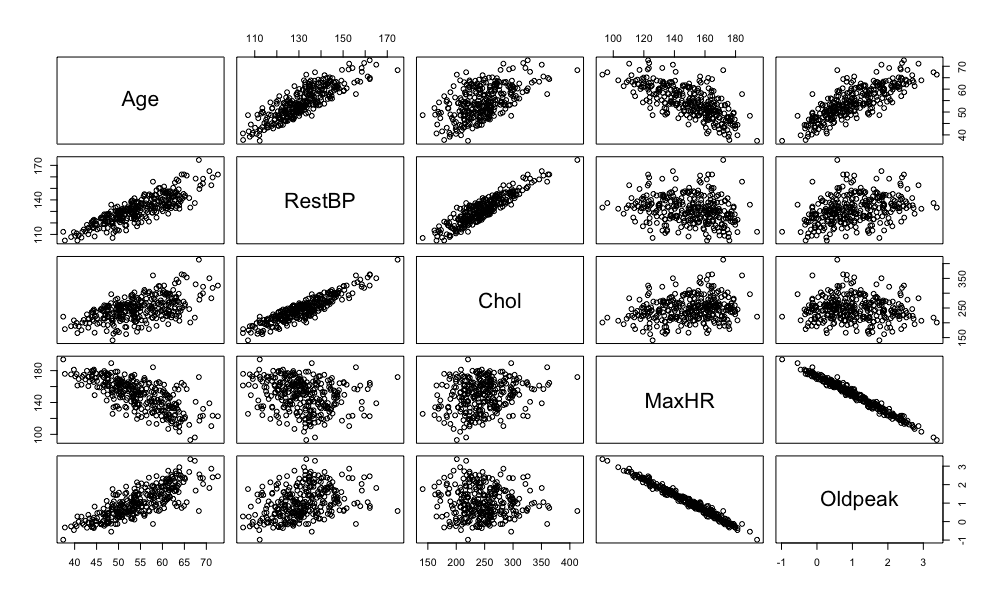 110 130 150 170
100 120 140 160 180
Age
40 50 60 70
110 140 170
RestBP
Chol
150 250 350
100 140 180
MaxHR
Oldpeak
-1 0 1 2 3
40 45 50 55 60 65 70
150 200 250 300 350 400
-1 0 1 2 3